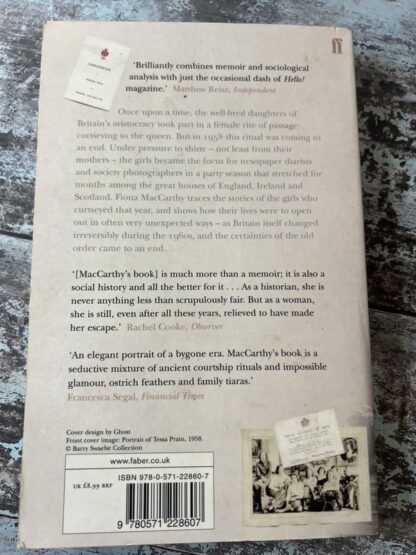 ff
'Brilliantly combines memoir and sociological
analysis with just the occasional dash of Hello!
magazine.' Matthew Reisz, Independent
Once upon a time, the well-bred daughters of
Britain's aristocracy took part in a female rite of passage
curtseying to the queen. But in 1958 this ritual was coming to
an end. Under pressure to shine – not least from their
mothers – the girls became the focus for newspaper diarists
and society photographers in a party season that stretched for
months among the great houses of England, Ireland and
Scotland. Fiona MacCarthy traces the stories of the girls who
curtseyed that year, and shows how their lives were to open
out in often very unexpected ways – as Britain itself changed
irreversibly during the 1960s, and the certainties of the old
order came to an end.
'[MacCarthy's book] is much more than a memoir; it is also a
social history and all the better for it . . . As a historian, she is
never anything less than scrupulously fair. But as a woman,
she is still, even after all these years, relieved to have made
her escape.' Rachel Cooke, Observer
'An elegant portrait of a bygone era. MacCarthy's book is a
seductive mixture of ancient courtship rituals and impossible
glamour, ostrich feathers and family tiaras.'
Francesca Segal, Financial Times
Cover design by Ghost
Front cover image: Portrait of Tessa Prain, 1958.
© Barry Swaebe Collection
www.faber.co.uk
UK £8.99 RRP
ISBN 978-0-571-22860-7
9 780571 228607